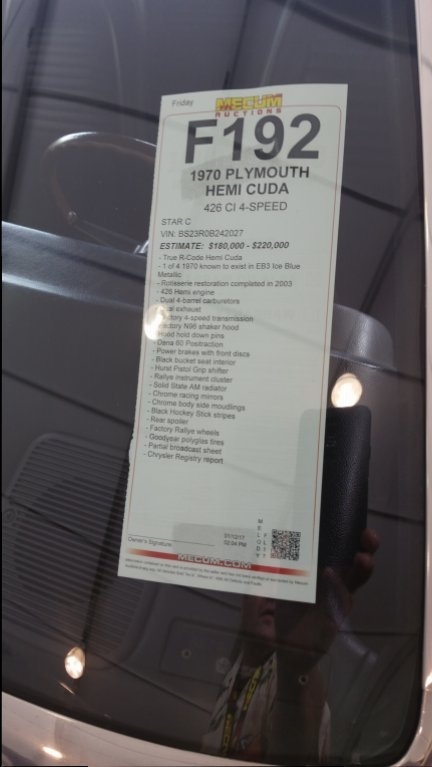 Friday
MECUM
AUCTIONS
F192
1970 PLYMOUTH
HEMI CUDA
426 CI 4-SPEED
STAR C
VIN: BS23R0B242027
ESTIMATE: $180,000 - $220,000
- True R-Code Hemi Cuda
- 1 of 4 1970 known to exist in EB3 Ice Blue
Metallic
- Rotisserie restoration completed in 2003
- 426 Hemi engine
- Dual 4-barrel carburetors
exhaust
4-speed transmission
N96 shaker hood
hold down pins
- Dana 60 Positraction
- Power brakes with front discs
- Black bucket seat interior
- Hurst Pistol Grip shifter
- Rallye instrument cluster
- Solid State AM radiator
- Chrome racing mirrors
- Chrome body side moudlings
- Black Hockey Stick stripes
- Rear spoiler
- Factory Rallye wheels
- Goodyear polyglas tires
- Partial broadcast sheet
- Chrysler Registry report
Owner's Signature
02:04 PM
MECUM.COM